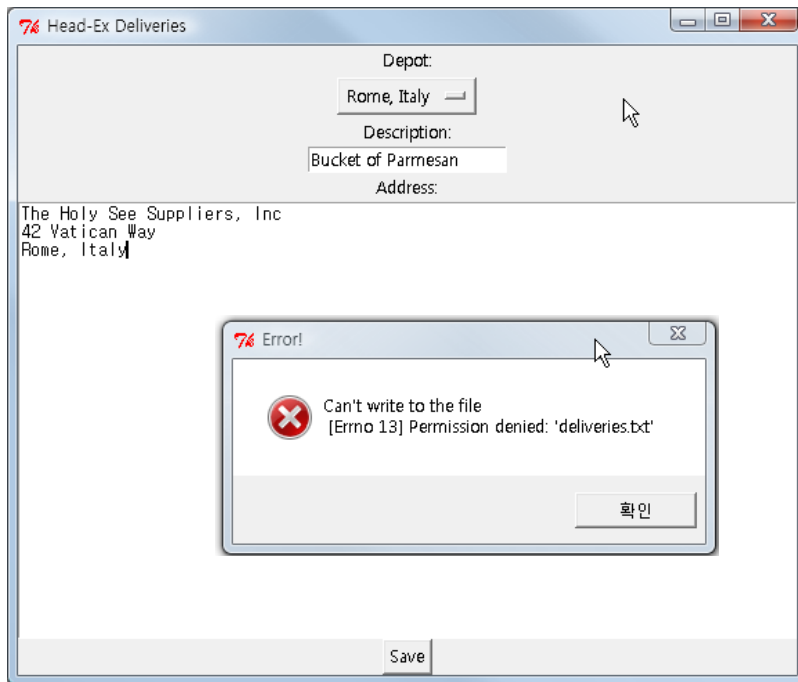 Head-Ex Deliveries
Depot:
Rome, Italy
Description:
Bucket of Parmesan
Address:
The Holy See Suppliers, Inc
42 Vatican Way
Rome, Italy
Error!
Can't write to the file
[Errno 13] Permission denied: 'deliveries.txt'
확인
Save